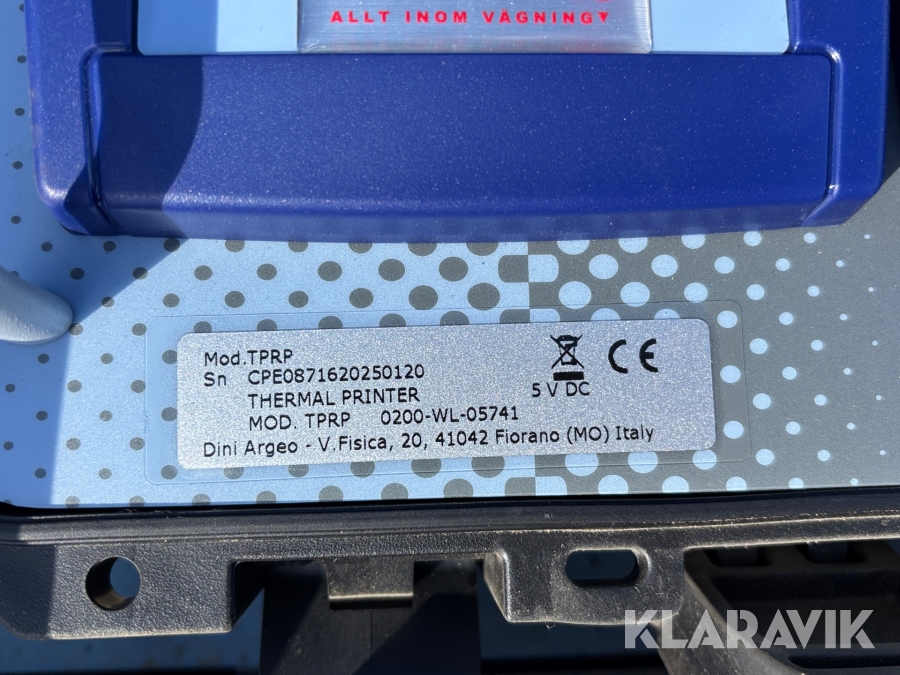 ALLT INOM VÄGNING
Mod.TPRP
Sn CPE0871620250120
THERMAL PRINTER
5 V DC
MOD. TPRP 0200-WL-05741
Dini Argeo - V.Fisica, 20, 41042 Fiorano (MO) Italy
CE
KLARAVIK